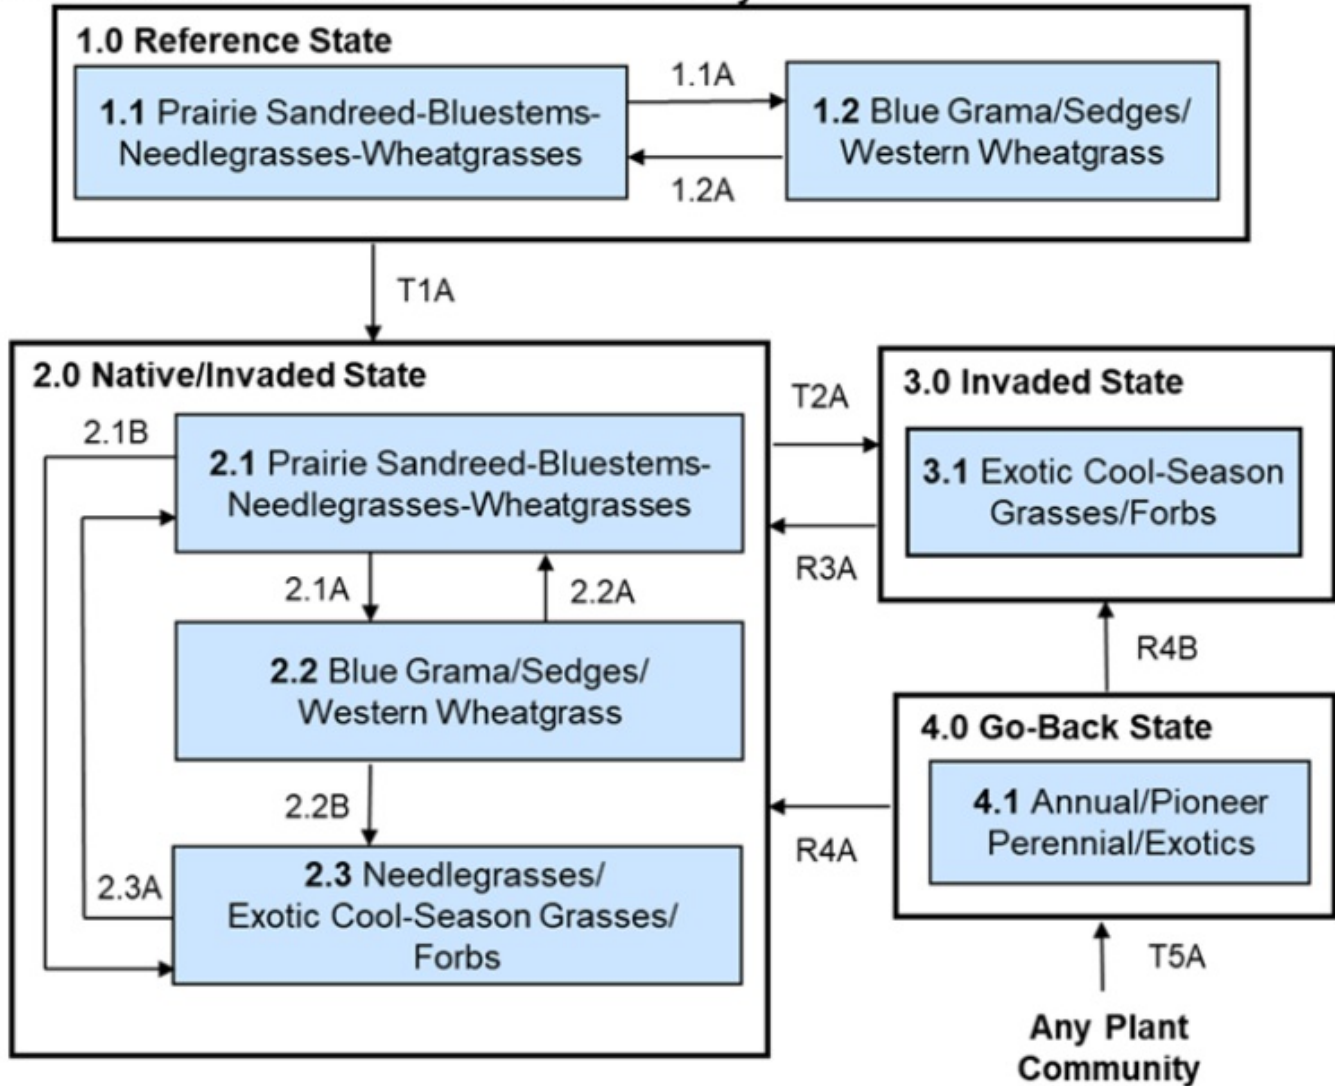 1.0 Reference State
1.1 Prairie Sandreed-Bluestems-
Needlegrasses-Wheatgrasses
1.1A
1.2A
1.2 Blue Grama/Sedges/
Western Wheatgrass
T1A
2.0 Native/Invaded State
2.1B
2.1 Prairie Sandreed-Bluestems-
Needlegrasses-Wheatgrasses
2.1A
2.2A
2.2 Blue Grama/Sedges/
Western Wheatgrass
2.2B
2.3A
2.3 Needlegrasses/
Exotic Cool-Season Grasses/
Forbs
T2A
R3A
3.0 Invaded State
3.1 Exotic Cool-Season
Grasses/Forbs
R4B
4.0 Go-Back State
4.1 Annual/Pioneer
Perennial/Exotics
R4A
T5A
Any Plant
Community